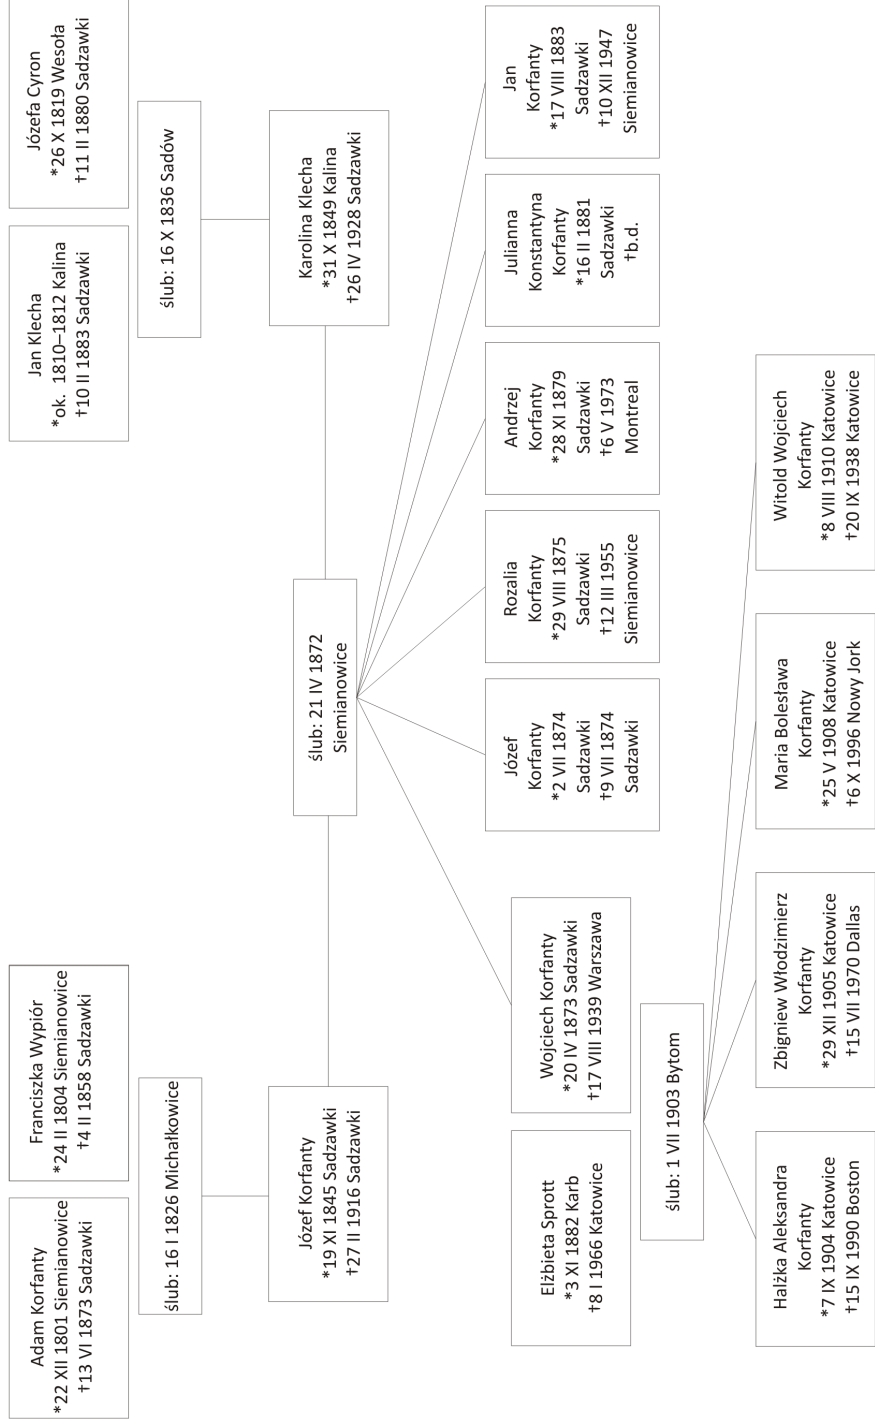 Adam Korfanty
*22 XII 1801 Siemianowice
†13 VI 1873 Sadzawki
Franciszka Wypiór
*24 II 1804 Siemianowice
†4 II 1858 Sadzawki
Jan Klecha
*ok. 1810–1812 Kalina
†10 II 1883 Sadzawki
Józefa Cyron
*26 X 1819 Wesoła
†11 II 1880 Sadzawki
ślub: 16 I 1826 Michałkowice
ślub: 16 X 1836 Sadów
Józef Korfanty
*19 XI 1845 Sadzawki
†27 II 1916 Sadzawki
ślub: 21 IV 1872
Siemianowice
Karolina Klecha
*31 X 1849 Kalina
†26 IV 1928 Sadzawki
Elżbieta Sprott
*3 XI 1882 Karb
†8 I 1966 Katowice
Wojciech Korfanty
*20 IV 1873 Sadzawki
†17 VIII 1939 Warszawa
Józef
Korfanty
*2 VII 1874
Sadzawki
†9 VII 1874
Sadzawki
Rozalia
Korfanty
*29 VIII 1875
Sadzawki
†12 III 1955
Siemianowice
Andrzej
Korfanty
*28 XI 1879
Sadzawki
†6 V 1973
Montreal
Julianna
Konstantyna
Korfanty
*16 II 1881
Sadzawki
†b.d.
Jan
Korfanty
*17 VIII 1883
Sadzawki
†10 XII 1947
Siemianowice
ślub: 1 VII 1903 Bytom
Halżka Aleksandra
Korfanty
*7 IX 1904 Katowice
†15 IX 1990 Boston
Zbigniew Włodzimierz
Korfanty
*29 XII 1905 Katowice
†15 VII 1970 Dallas
Maria Bolesława
Korfanty
*25 V 1908 Katowice
†6 X 1996 Nowy Jork
Witold Wojciech
Korfanty
*8 VIII 1910 Katowice
†20 IX 1938 Katowice